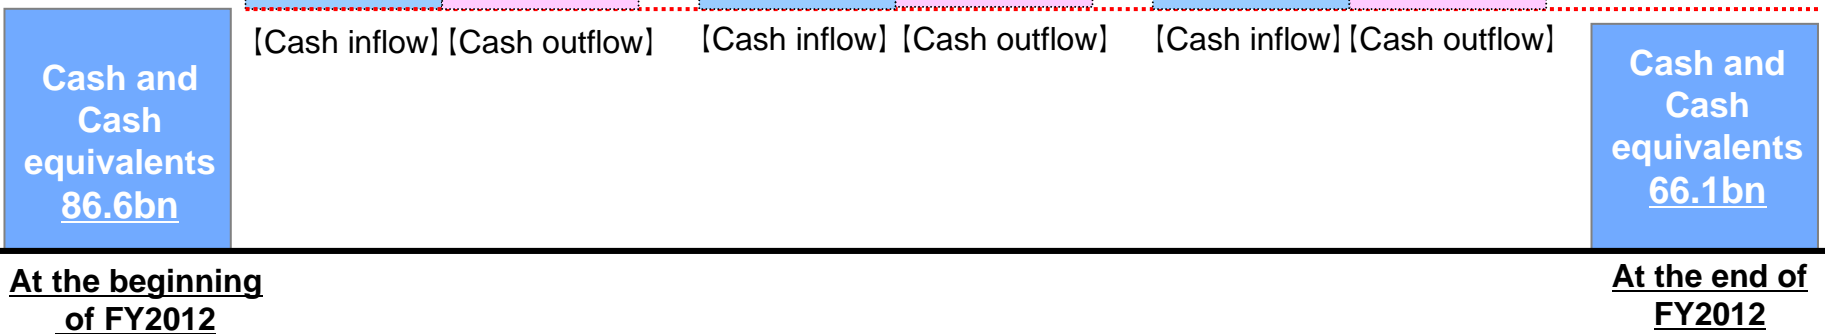 【Cash inflow】【Cash outflow】 【Cash inflow】【Cash outflow】 【Cash inflow】【Cash outflow】
Cash and
Cash
equivalents
86.6bn
Cash and
Cash
equivalents
66.1bn
At the beginning
of FY2012
At the end of
FY2012